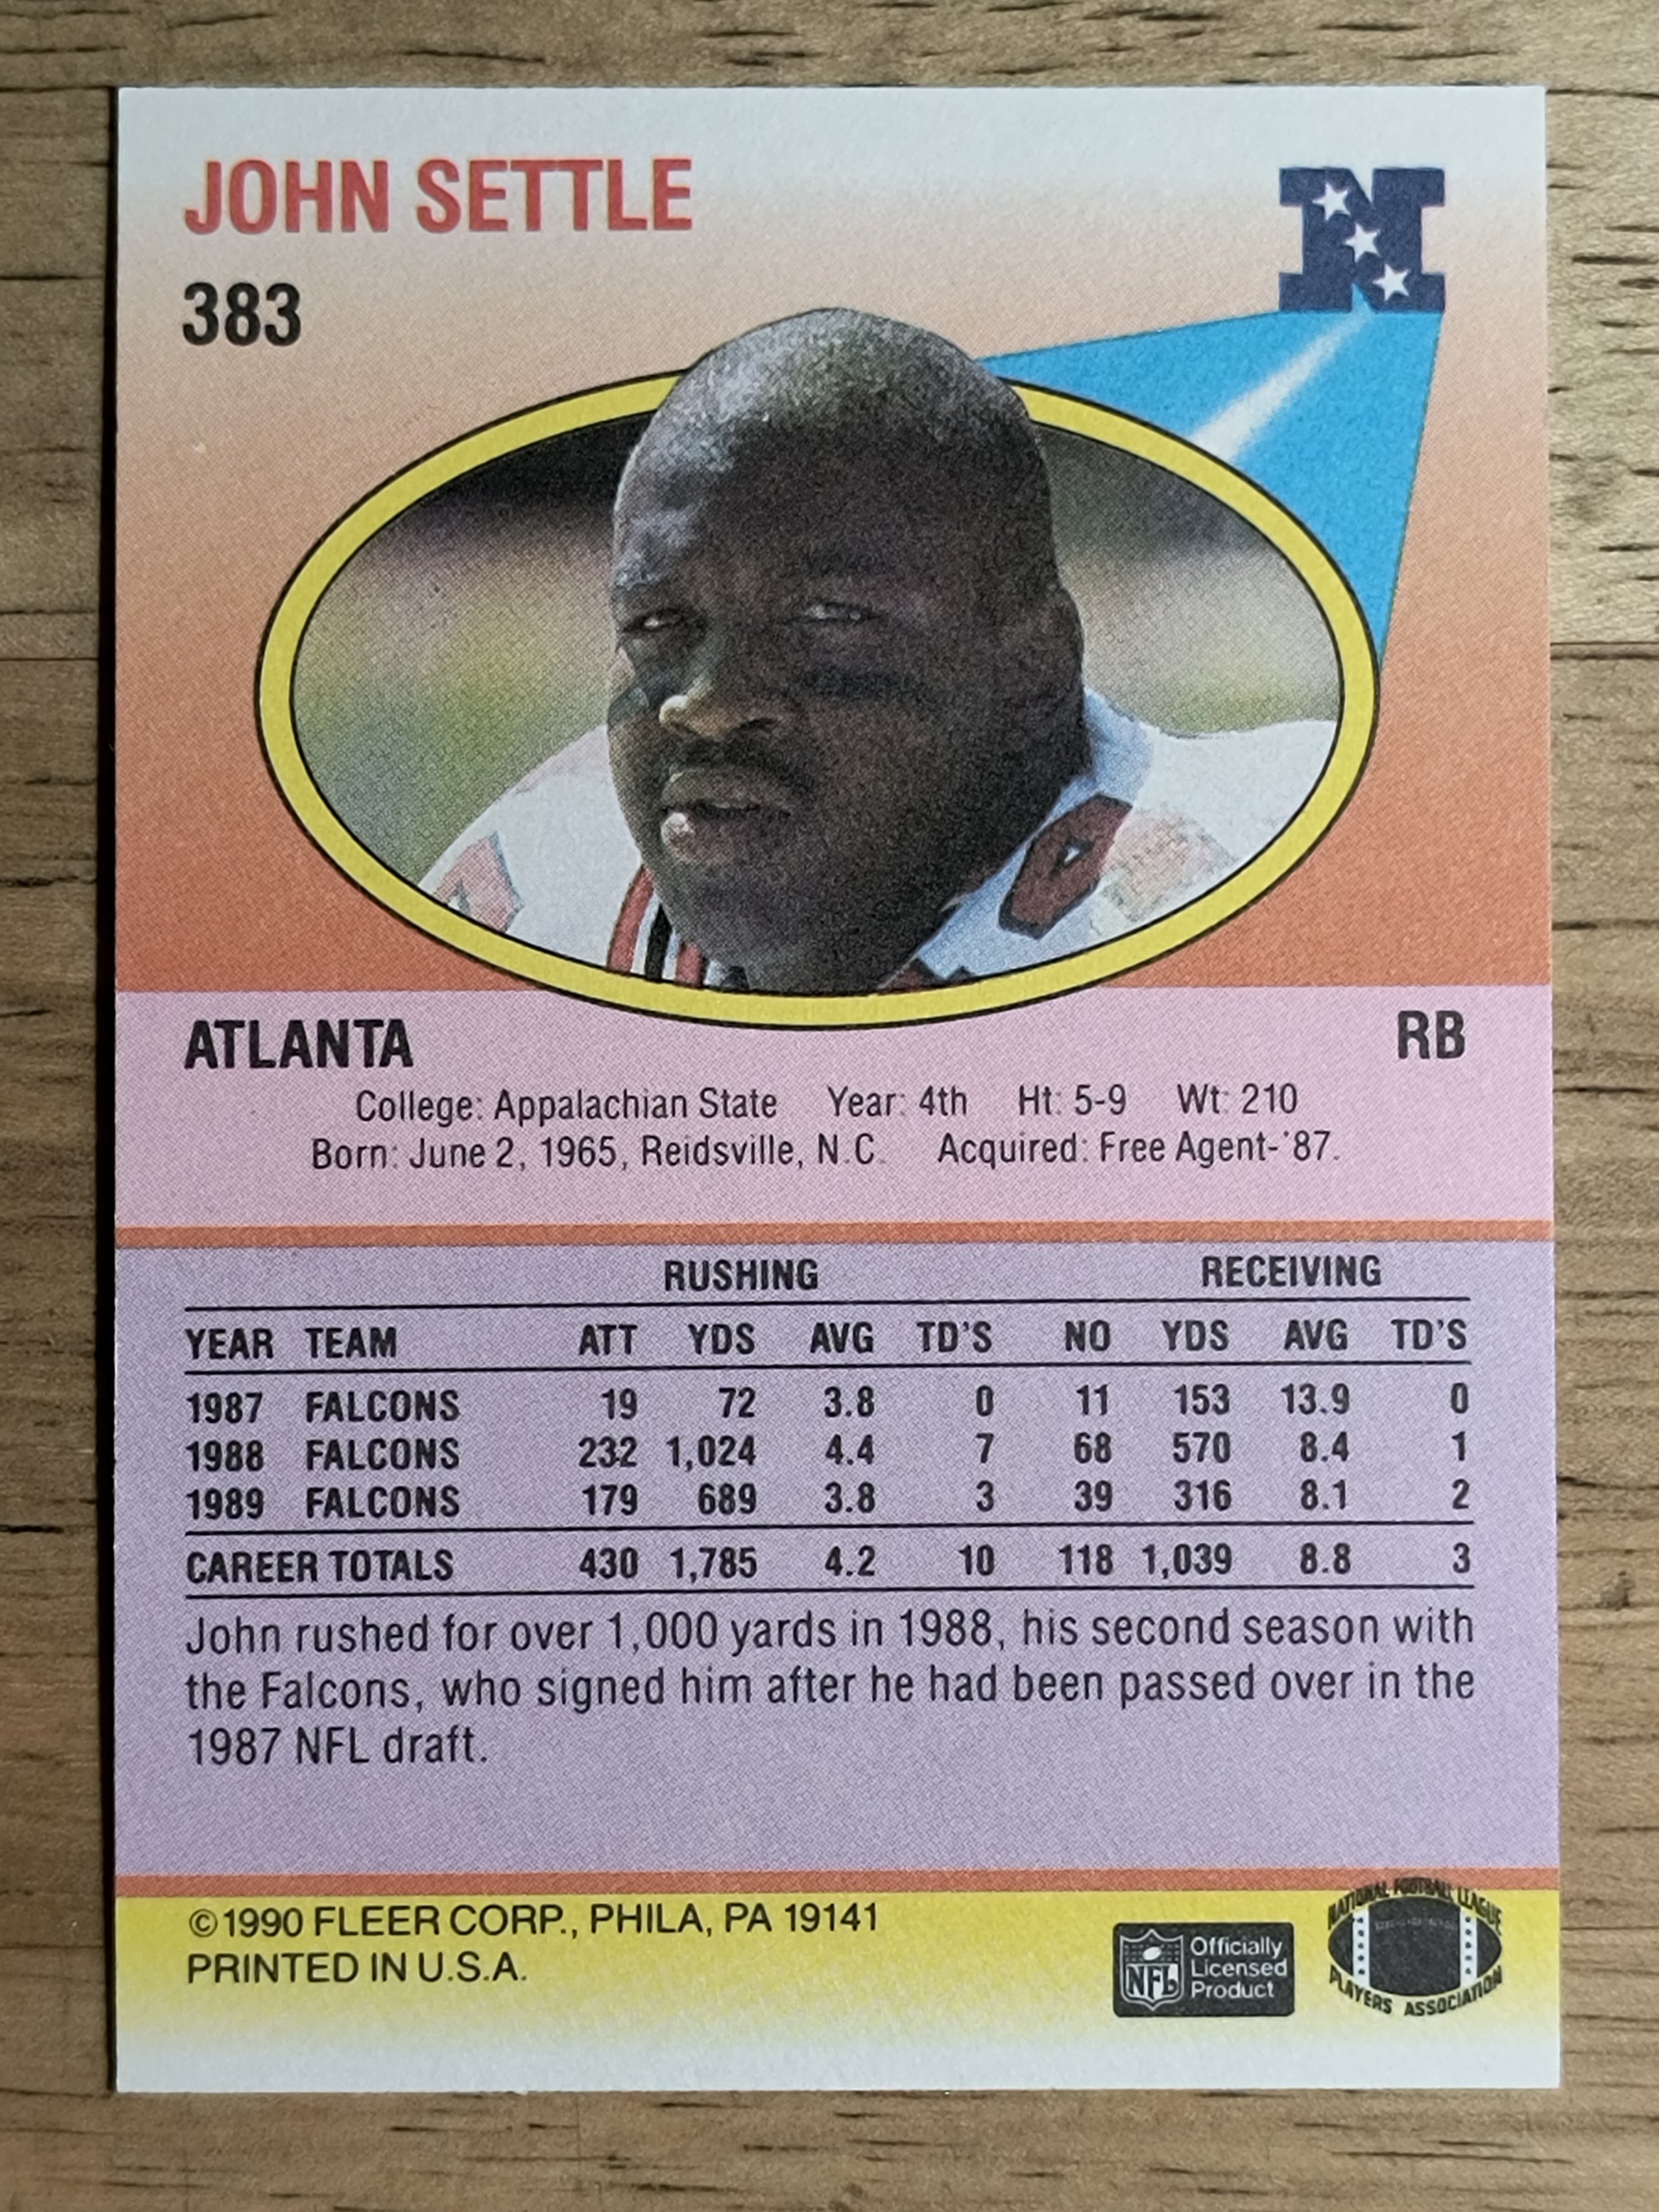 JOHN SETTLE
N
383
ATLANTA RB
College: Appalachian State Year: 4th Ht: 5-9 Wt: 210
Born: June 2, 1965, Reidsville, N.C. Acquired: Free Agent-'87.
RUSHING RECEIVING
YEAR TEAM ATT YDS AVG TD'S NO YDS AVG TD'S
1987 FALCONS 19 72 3.8 0 11 153 13.9 0
1988 FALCONS 232 1,024 4.4 7 68 570 8.4 1
1989 FALCONS 179 689 3.8 3 39 316 8.1 2
CAREER TOTALS 430 1,785 4.2 10 118 1,039 8.8 3
John rushed for over 1,000 yards in 1988, his second season with
the Falcons, who signed him after he had been passed over in the
1987 NFL draft.
©1990 FLEER CORP., PHILA, PA 19141
PRINTED IN U.S.A.
NFL Officially
Licensed
Product
NATIONAL FOOTBALL LEAGUE
PLAYERS ASSOCIATION